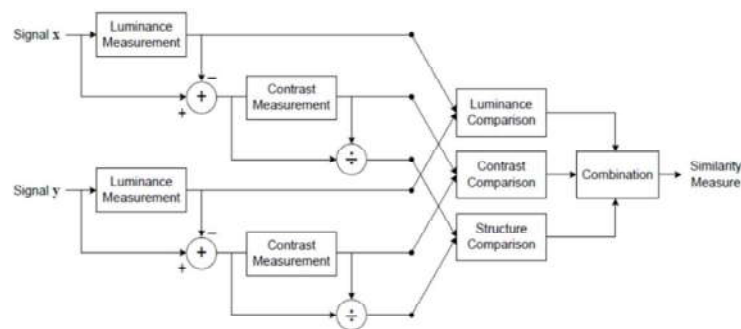 Signal x
Luminance
Measurement
−
+
+
Contrast
Measurement
÷
Luminance
Comparison
Signal y
Luminance
Measurement
−
+
+
Contrast
Measurement
÷
Contrast
Comparison
Structure
Comparison
Combination
Similarity
Measure